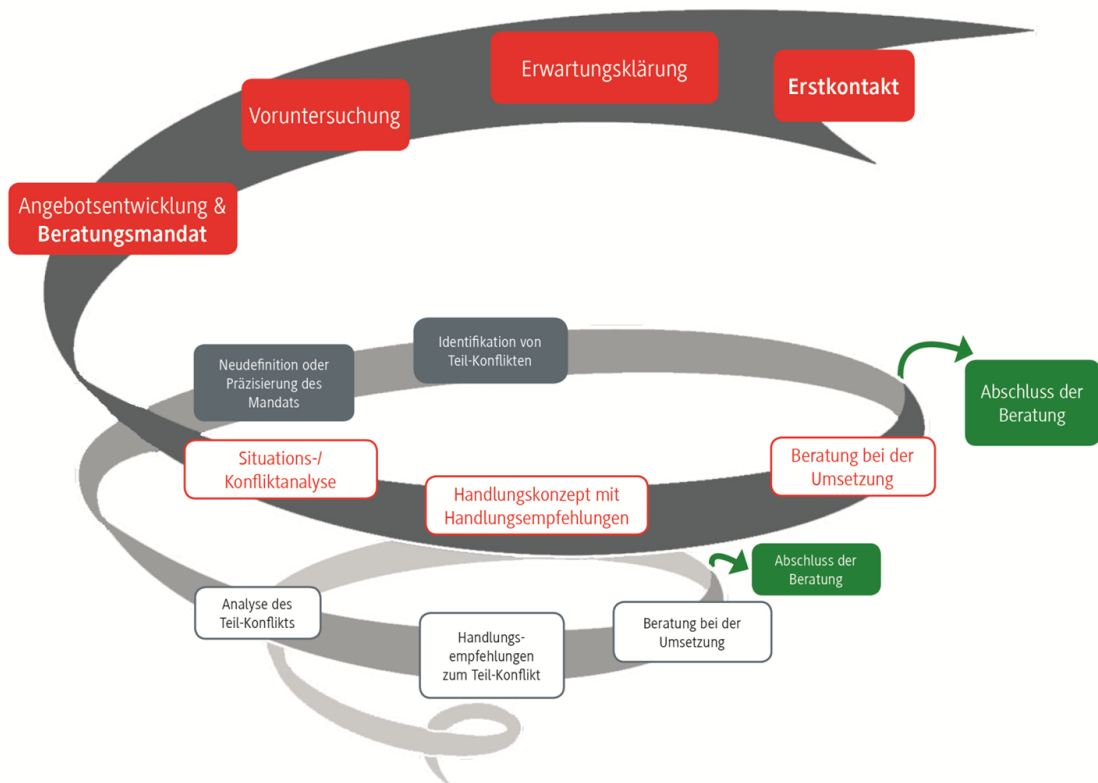 Erstkontakt
Erwartungsklärung
Voruntersuchung
Angebotsentwicklung &
Beratungsmandat
Situations-/
Konfliktanalyse
Handlungskonzept mit
Handlungsempfehlungen
Beratung bei der
Umsetzung
Abschluss der
Beratung
Identifikation von
Teil-Konflikten
Neudefinition oder
Präzisierung des
Mandats
Analyse des
Teil-Konflikts
Handlungs-
empfehlungen
zum Teil-Konflikt
Beratung bei der
Umsetzung
Abschluss der
Beratung